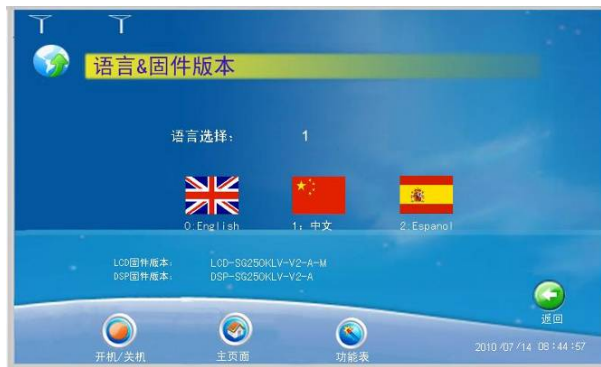 语言&固件版本
语言选择： 1
0:English 1：中文 2:Espanol
LCD固件版本： LCD-SG250KLV-V2-A-M
DSP固件版本： DSP-SG250KLV-V2-A
返回
开机/关机 主页面 功能表
2010/07/14 08:44:57